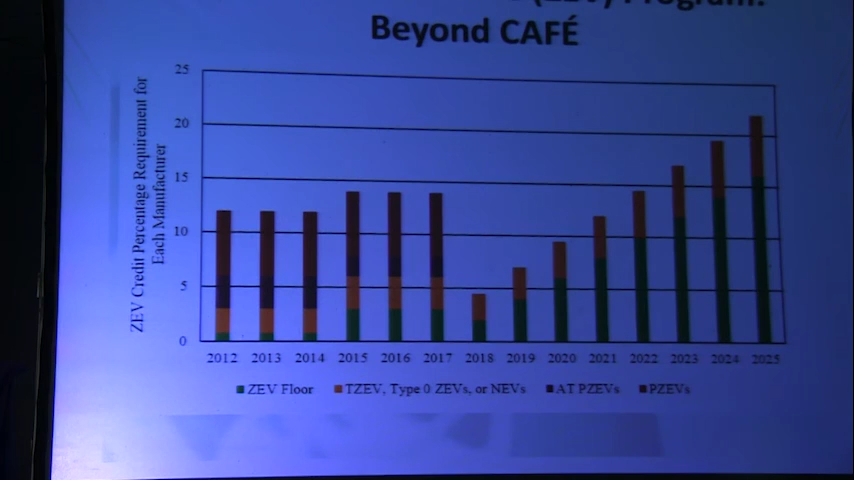 (ZEV) Program:
Beyond CAFÉ
ZEV Credit Percentage Requirement for
Each Manufacturer
25
20
15
10
5
0
2012 2013 2014 2015 2016 2017 2018 2019 2020 2021 2022 2023 2024 2025
ZEV Floor TZEV, Type 0 ZEVs, or NEVs AT PZEVs PZEVs